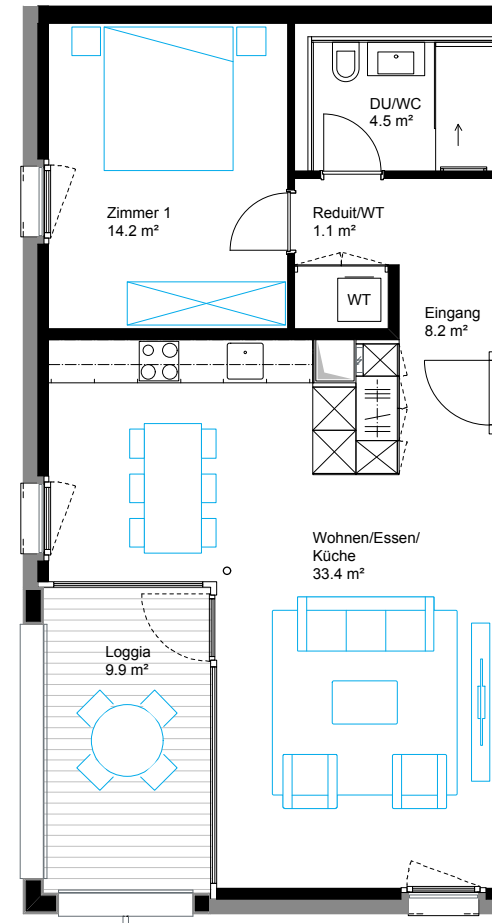 DU/WC
4.5 m²
Zimmer 1
14.2 m²
Reduit/WT
1.1 m²
WT
Eingang
8.2 m²
Wohnen/Essen/
Küche
33.4 m²
Loggia
9.9 m²